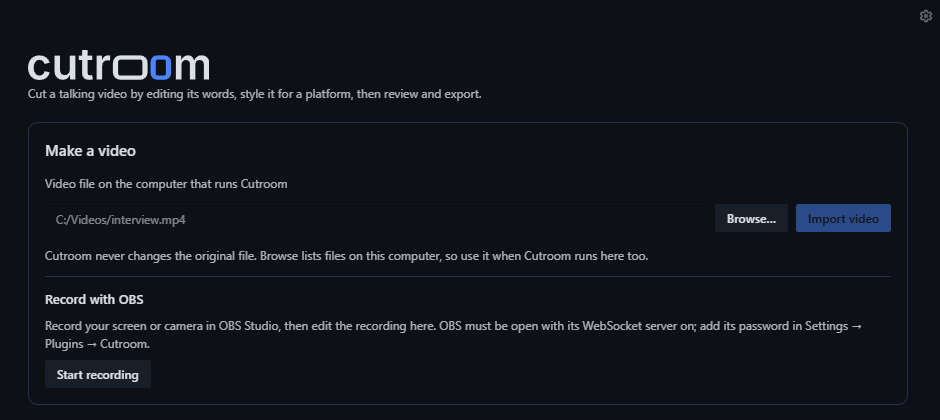 cutroom
Cut a talking video by editing its words, style it for a platform, then review and export.
Make a video
Video file on the computer that runs Cutroom
C:/Videos/interview.mp4
Browse...
Import video
Cutroom never changes the original file. Browse lists files on this computer, so use it when Cutroom runs here too.
Record with OBS
Record your screen or camera in OBS Studio, then edit the recording here. OBS must be open with its WebSocket server on; add its password in Settings →
Plugins → Cutroom.
Start recording